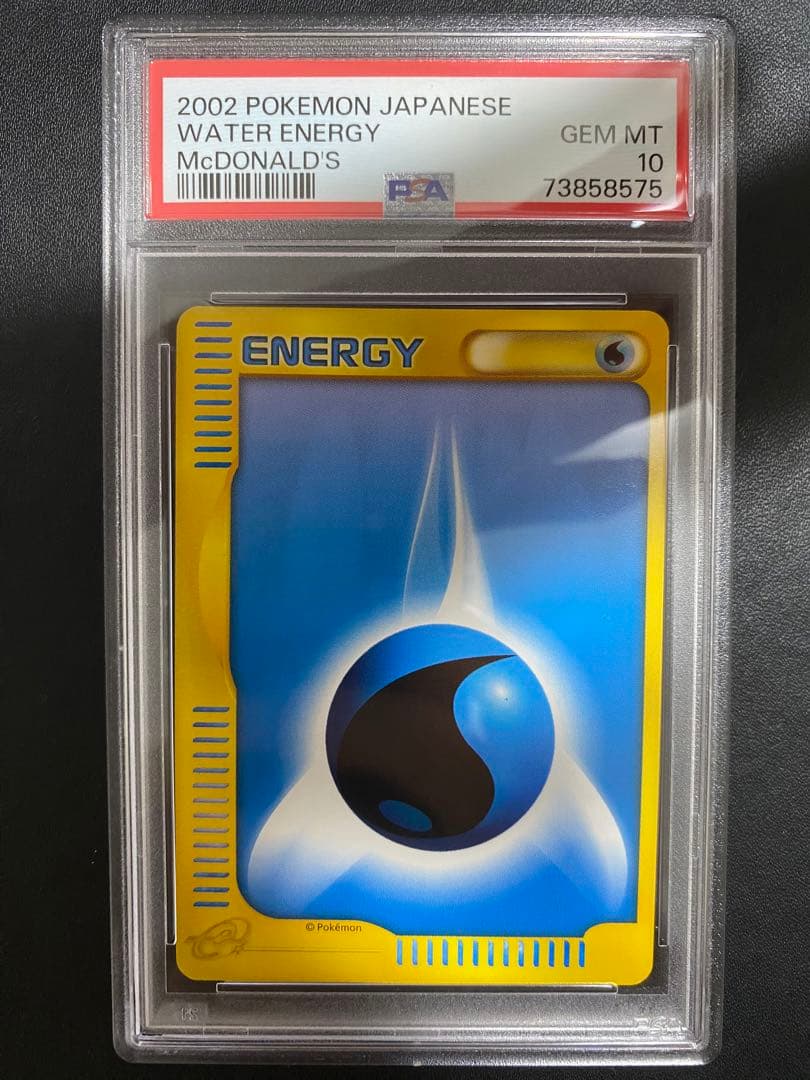 2002 POKEMON JAPANESE
WATER ENERGY
GEM MT
McDONALD'S
10
PSA
73858575
ENERGY
© Pokémon